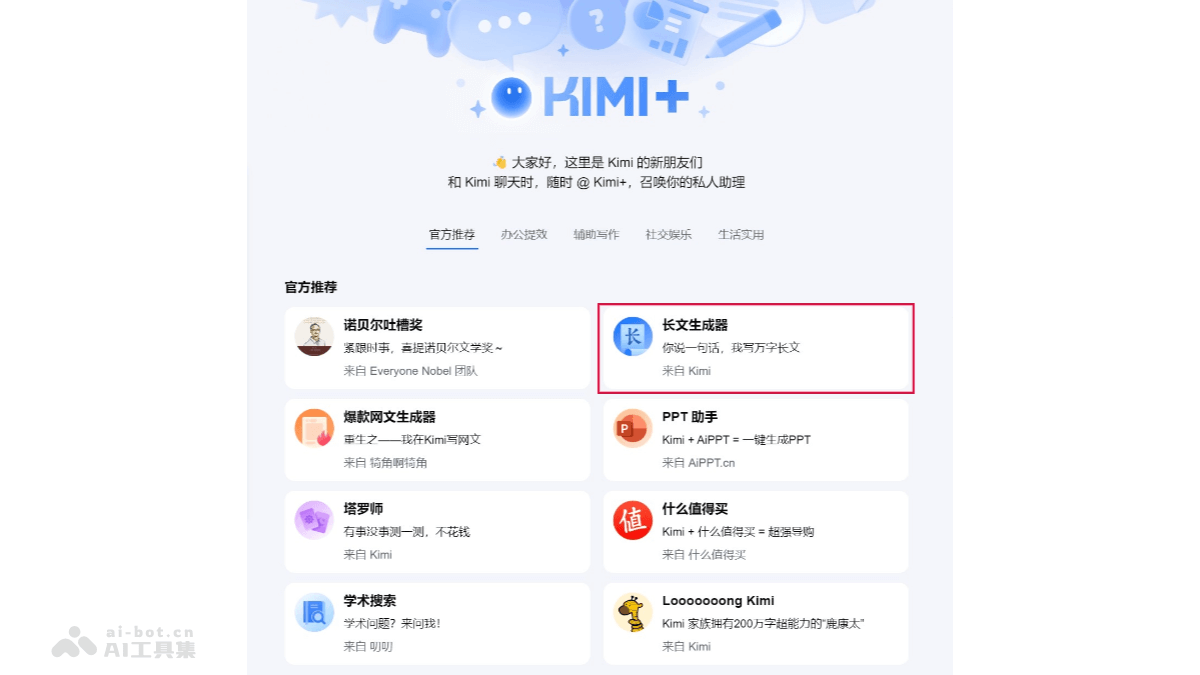 KIMI+
👋 大家好，这里是 Kimi 的新朋友们
和 Kimi 聊天时，随时 @ Kimi+，召唤你的私人助理
官方推荐 办公提效 辅助写作 社交娱乐 生活实用
官方推荐
诺贝尔吐槽奖
紧跟时事，喜提诺贝尔文学奖~
来自 Everyone Nobel 团队
长
长文生成器
你说一句话，我写万字长文
来自 Kimi
爆款网文生成器
重生之——我在Kimi写网文
来自 犄角啊犄角
P
PPT 助手
Kimi + AiPPT = 一键生成PPT
来自 AiPPT.cn
塔罗师
有事没事测一测，不花钱
来自 Kimi
值
什么值得买
Kimi + 什么值得买 = 超强导购
来自 什么值得买
学术搜索
学术问题？来问我！
来自 叨叨
Looooooong Kimi
Kimi 家族拥有200万字超能力的“鹿康太”
来自 Kimi
ai-bot.cn
AI工具集